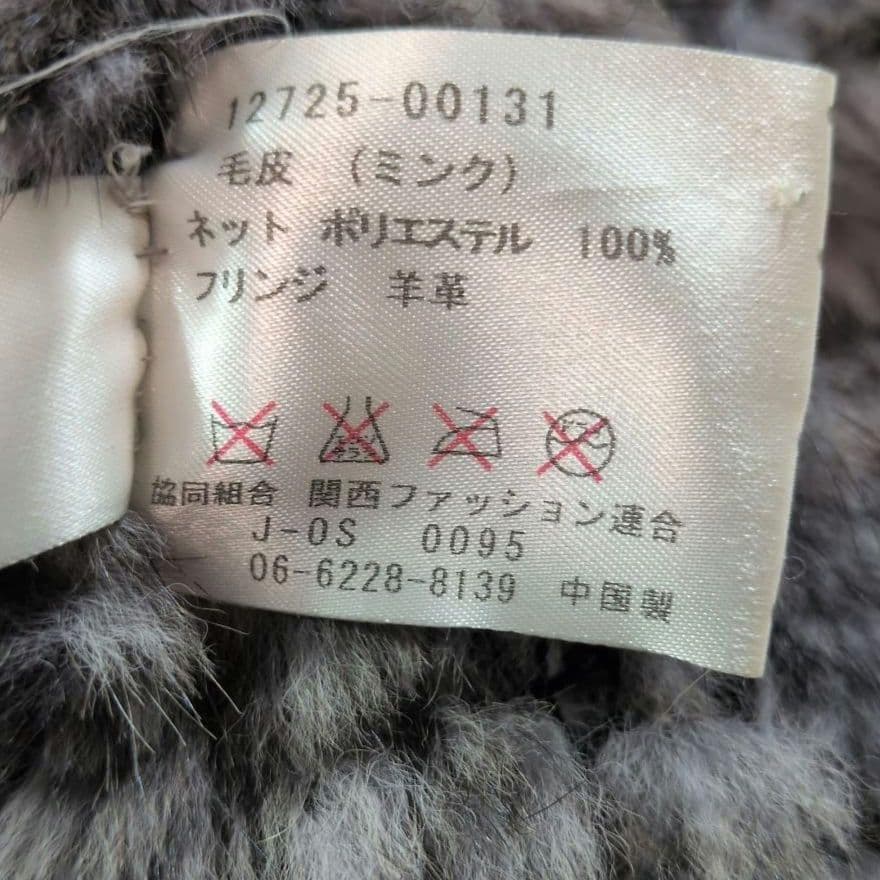 12725-00131
毛皮 (ミンク)
ネット ポリエステル 100%
フリンジ 羊革
協同組合 関西ファッション連合
J-OS 0095
06-6228-8139 中国製